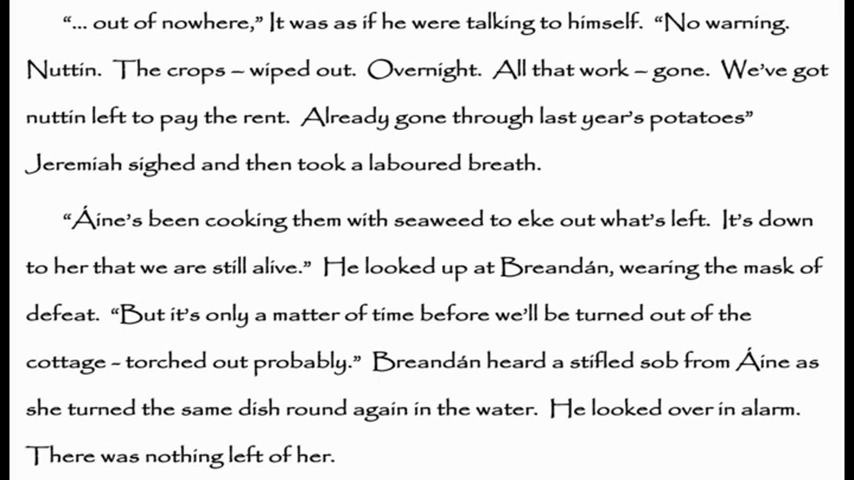 “... out of nowhere,” It was as if he were talking to himself. “No warning.
Nuttin. The crops – wiped out. Overnight. All that work – gone. We’ve got
nuttin left to pay the rent. Already gone through last year’s potatoes”
Jeremiah sighed and then took a laboured breath.
“Áine’s been cooking them with seaweed to eke out what’s left. It’s down
to her that we are still alive.” He looked up at Breandán, wearing the mask of
defeat. “But it’s only a matter of time before we’ll be turned out of the
cottage - torched out probably.” Breandán heard a stifled sob from Áine as
she turned the same dish round again in the water. He looked over in alarm.
There was nothing left of her.